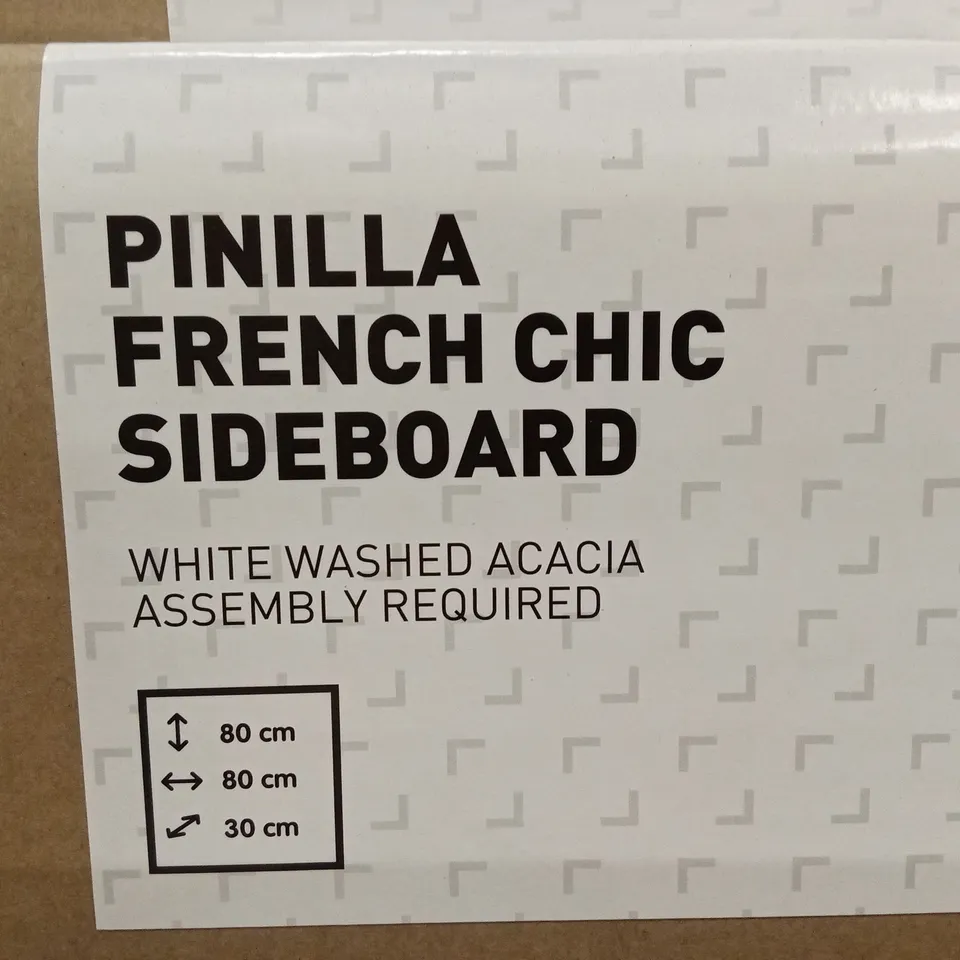 PINILLA
FRENCH CHIC
SIDEBOARD
WHITE WASHED ACACIA
ASSEMBLY REQUIRED
80 cm
80 cm
30 cm